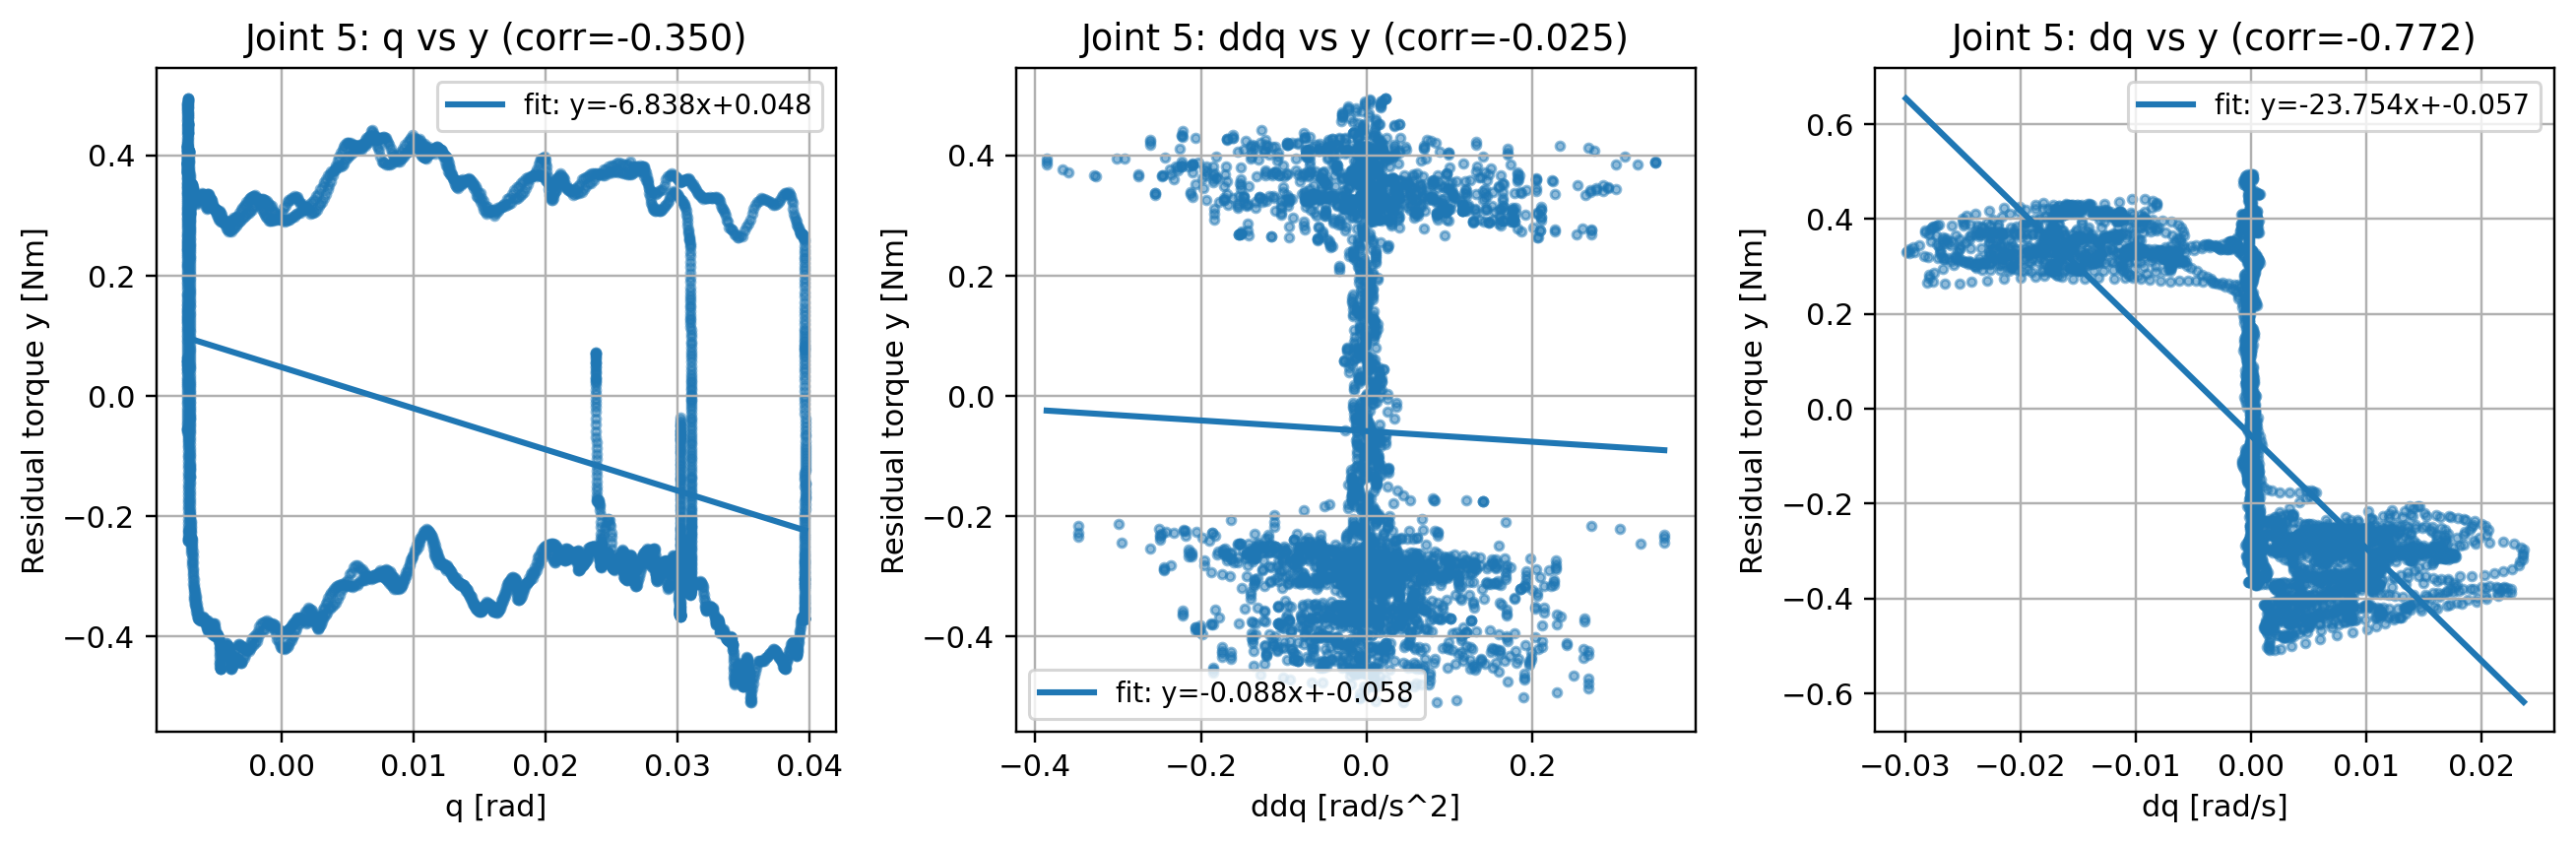 Joint 5: q vs y (corr=-0.350)
fit: y=-6.838x+0.048
Residual torque y [Nm]
0.4
0.2
0.0
−0.2
−0.4
0.00 0.01 0.02 0.03 0.04
q [rad]
Joint 5: ddq vs y (corr=-0.025)
Residual torque y [Nm]
0.4
0.2
0.0
−0.2
−0.4
fit: y=-0.088x+-0.058
−0.4 −0.2 0.0 0.2
ddq [rad/s^2]
Joint 5: dq vs y (corr=-0.772)
fit: y=-23.754x+-0.057
Residual torque y [Nm]
0.6
0.4
0.2
0.0
−0.2
−0.4
−0.6
−0.03 −0.02 −0.01 0.00 0.01 0.02
dq [rad/s]